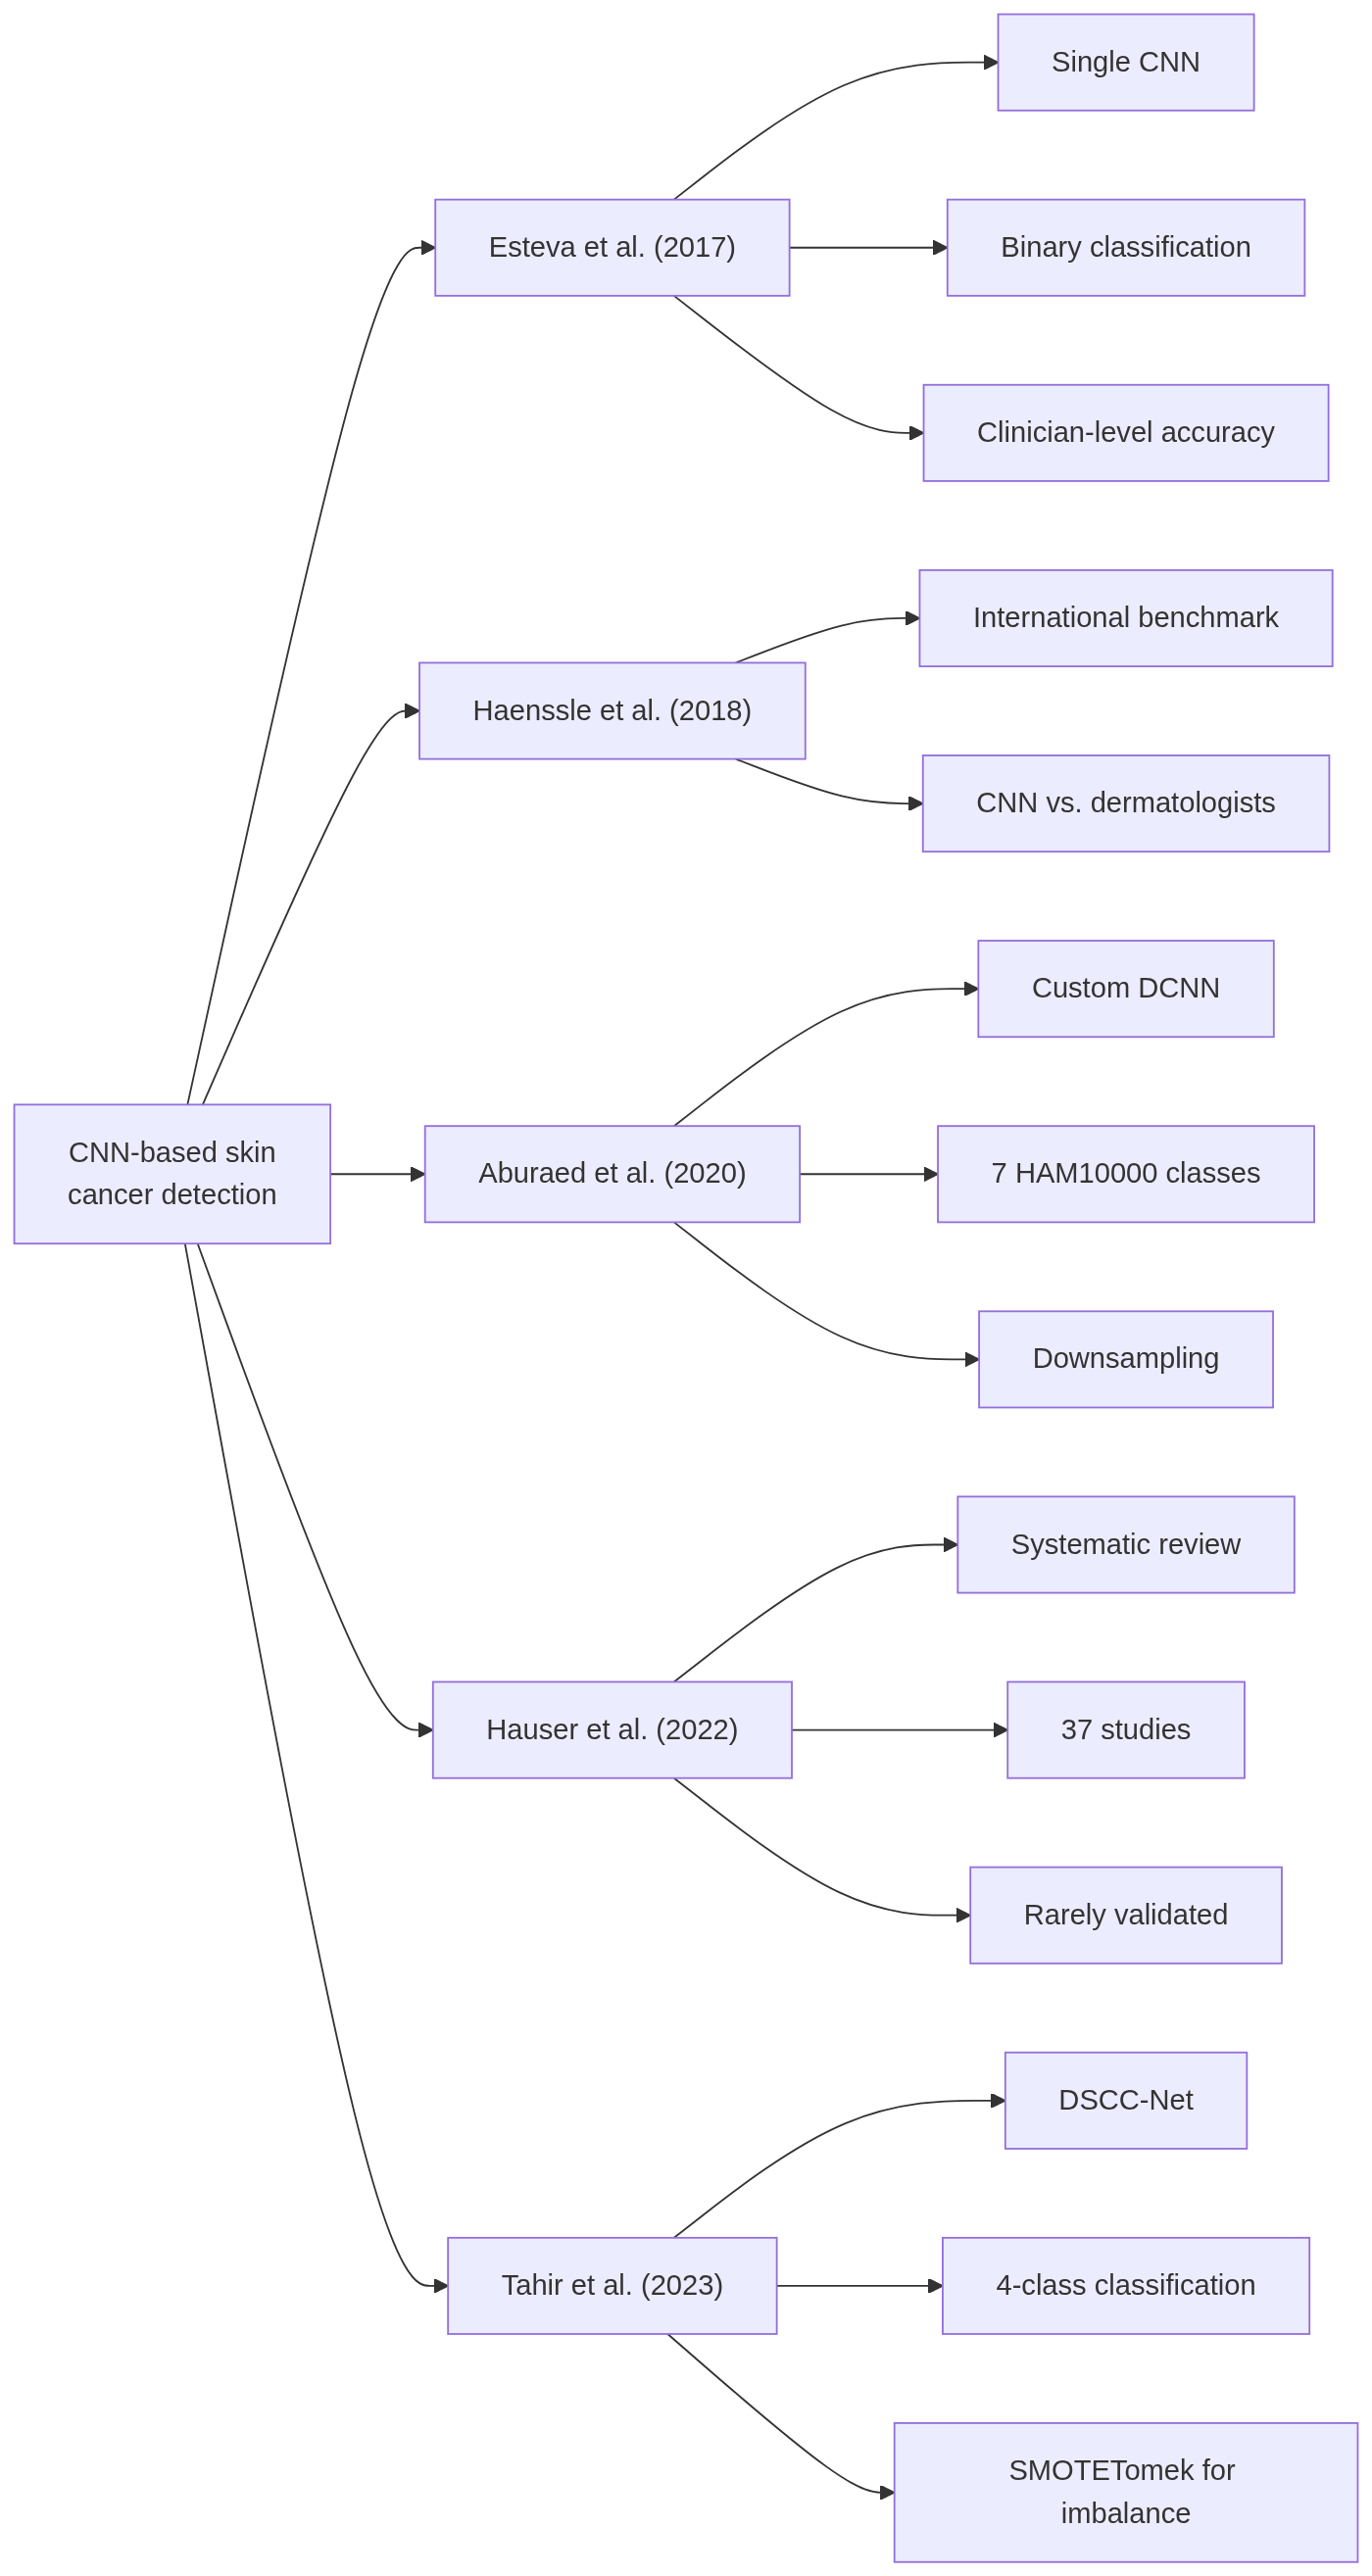 Single CNN
Esteva et al. (2017)
Binary classification
Clinician-level accuracy
International benchmark
Haenssle et al. (2018)
CNN vs. dermatologists
Custom DCNN
CNN-based skin
cancer detection
Aburaed et al. (2020)
7 HAM10000 classes
Downsampling
Systematic review
Hauser et al. (2022)
37 studies
Rarely validated
DSCC-Net
Tahir et al. (2023)
4-class classification
SMOTETomek for
imbalance